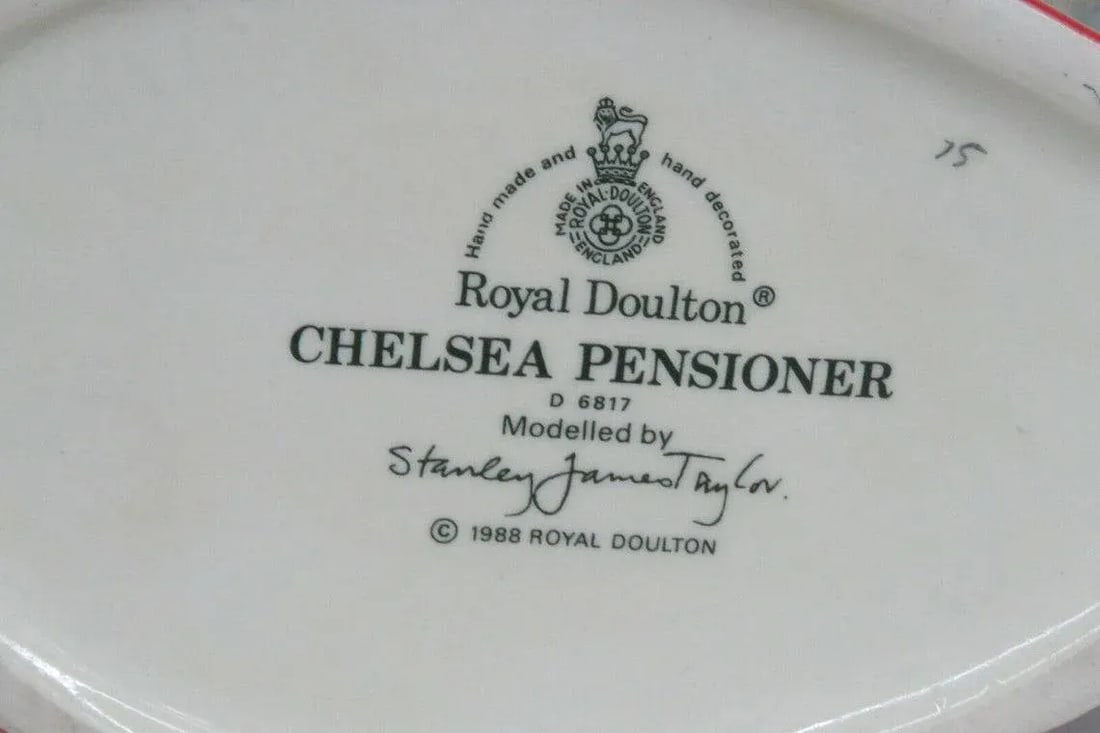 Hand made and hand decorated
MADE IN ENGLAND
ROYAL·DOULTON
ENGLAND
Royal Doulton®
CHELSEA PENSIONER
D 6817
Modelled by
Stanley James Taylor.
© 1988 ROYAL DOULTON
75